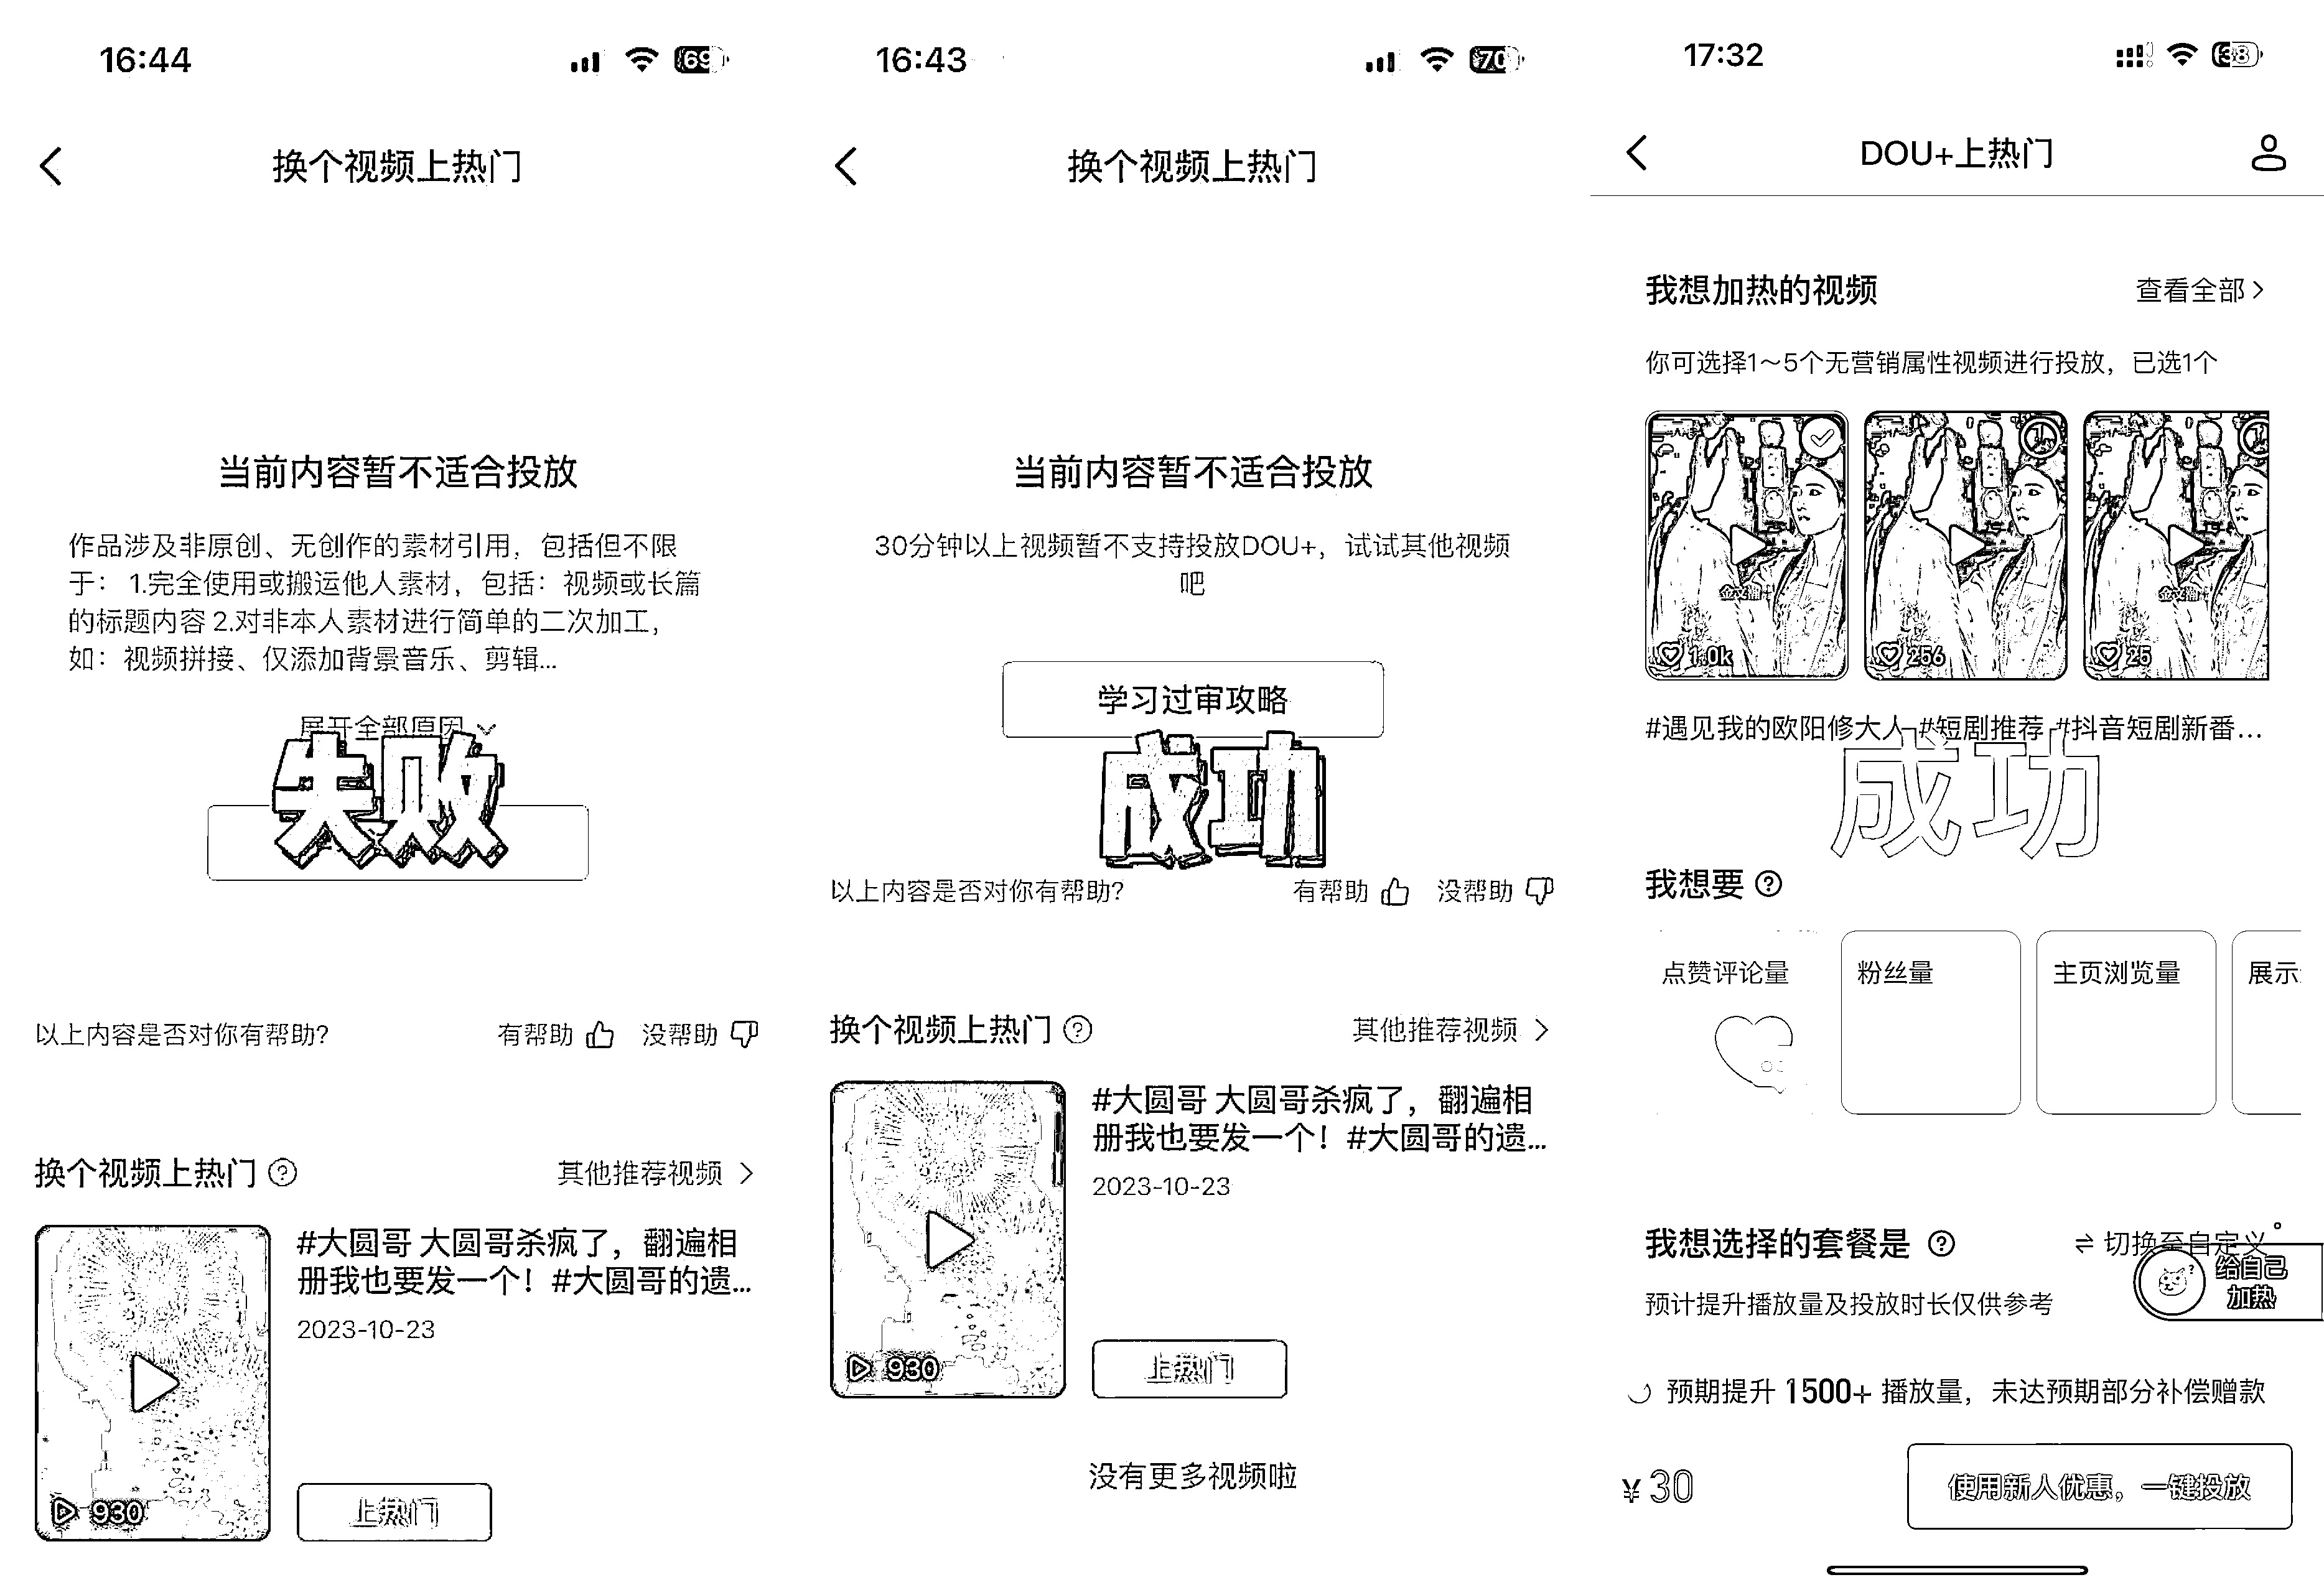 16:44
69
换个视频上热门
当前内容暂不适合投放
作品涉及非原创、无创作的素材引用，包括但不限
于： 1.完全使用或搬运他人素材，包括：视频或长篇
的标题内容 2.对非本人素材进行简单的二次加工，
如：视频拼接、仅添加背景音乐、剪辑...
展开全部原因
失败
以上内容是否对你有帮助?
有帮助 没帮助
换个视频上热门 ?
其他推荐视频 >
#大圆哥 大圆哥杀疯了，翻遍相
册我也要发一个！#大圆哥的遗...
2023-10-23
930
上热门
16:43
70
换个视频上热门
当前内容暂不适合投放
30分钟以上视频暂不支持投放DOU+，试试其他视频
吧
学习过审攻略
成功
以上内容是否对你有帮助?
有帮助 没帮助
换个视频上热门 ?
其他推荐视频 >
#大圆哥 大圆哥杀疯了，翻遍相
册我也要发一个！#大圆哥的遗...
2023-10-23
930
上热门
没有更多视频啦
17:32
38
DOU+上热门
我想加热的视频
查看全部 >
你可选择1～5个无营销属性视频进行投放，已选1个
1.0k
256
25
#遇见我的欧阳修大人 #短剧推荐 #抖音短剧新番...
成功
我想要 ?
点赞评论量
粉丝量
主页浏览量
展示
我想选择的套餐是 ?
⇌ 切换至自定义
给自己
加热
预计提升播放量及投放时长仅供参考
预期提升 1500+ 播放量，未达预期部分补偿赠款
¥ 30
使用新人优惠，一键投放